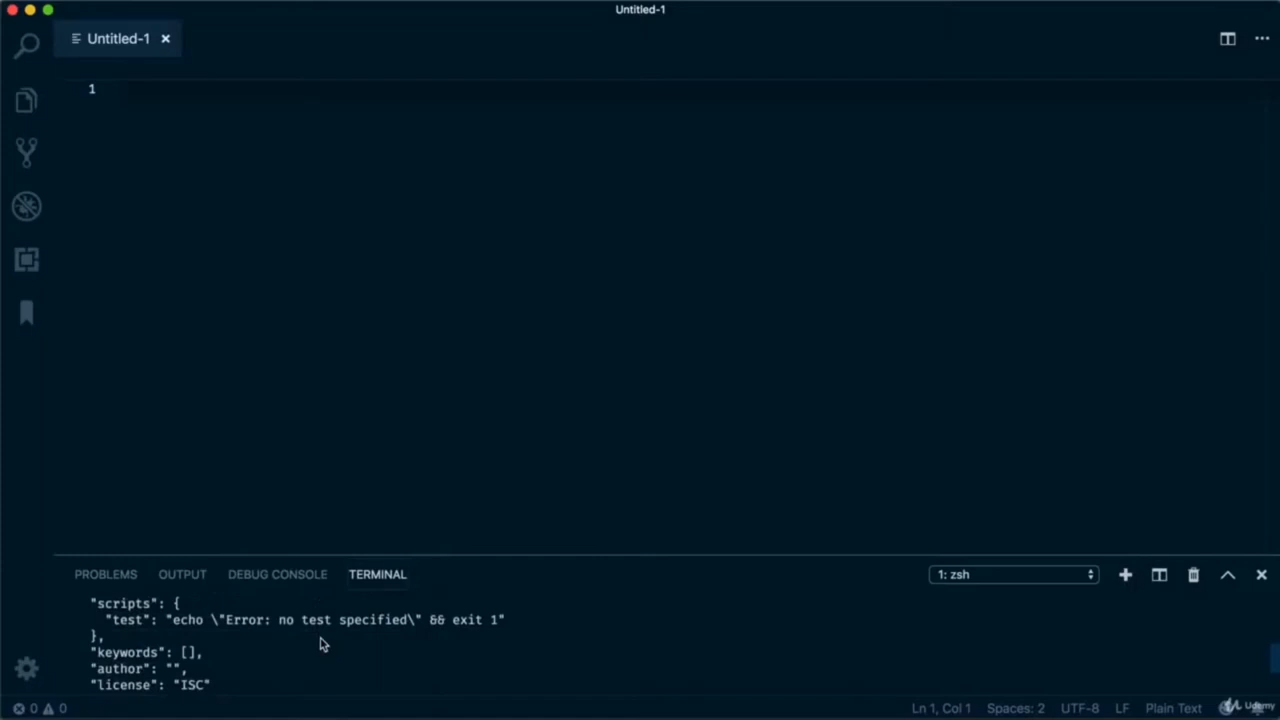 Untitled-1
Untitled-1
1
PROBLEMS OUTPUT DEBUG CONSOLE TERMINAL 1: zsh
"scripts": {
"test": "echo \"Error: no test specified\" && exit 1"
},
"keywords": [],
"author": "",
"license": "ISC"
0 0 Ln 1, Col 1 Spaces: 2 UTF-8 LF Plain Text Udemy